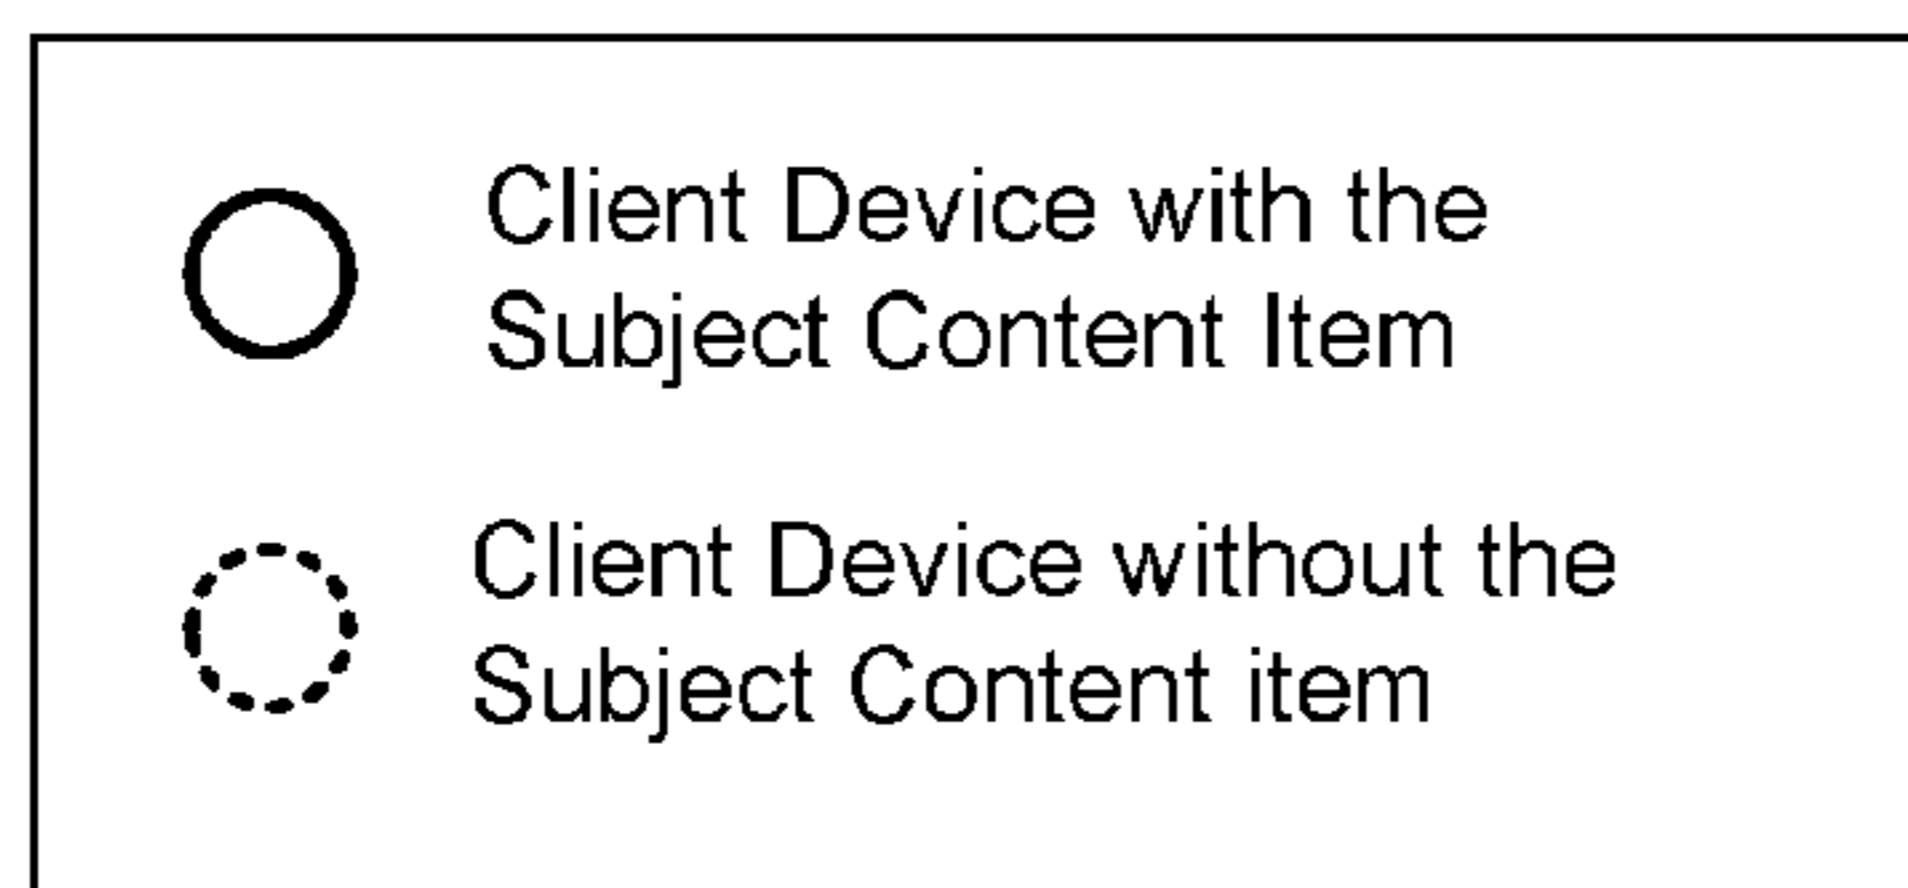 Client Device with the
Subject Content Item
Client Device without the
Subject Content item